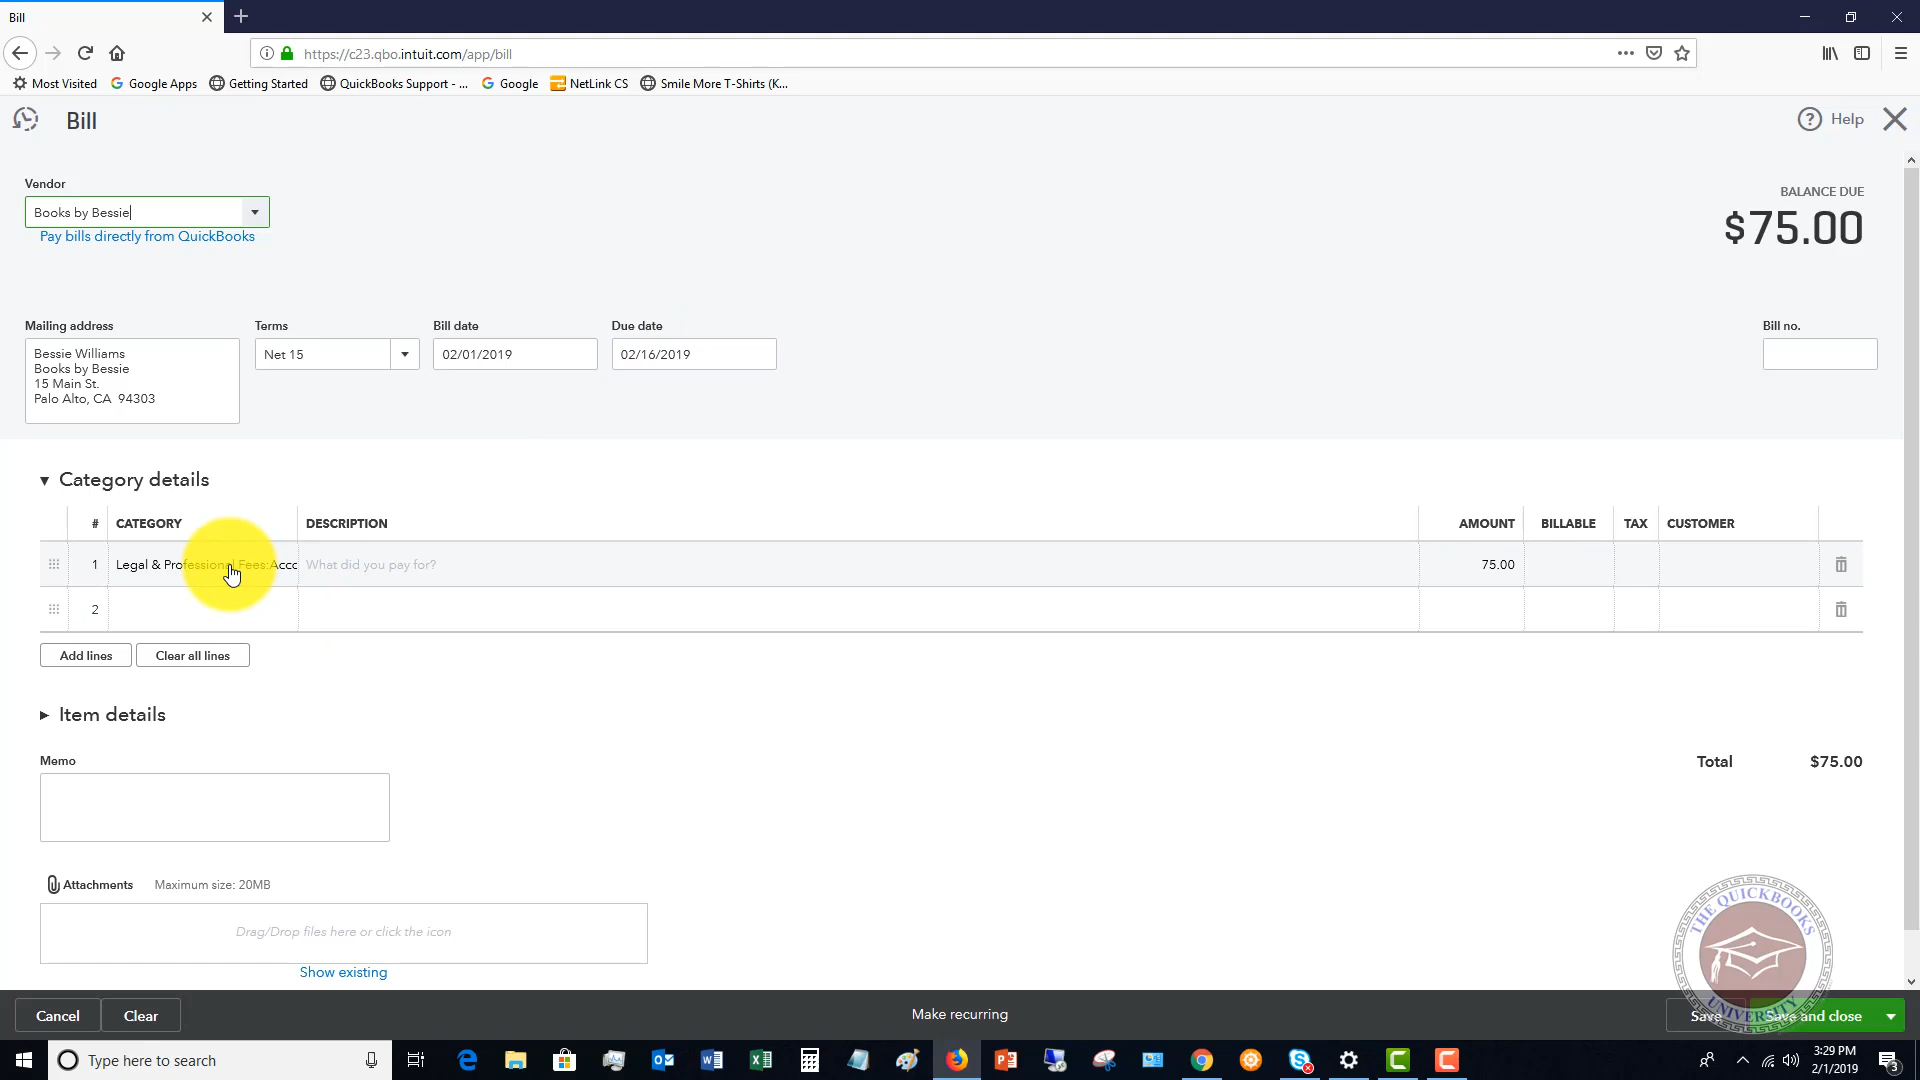 Bill
https://c23.qbo.intuit.com/app/bill
Most Visited
Google Apps
Getting Started
QuickBooks Support - ...
Google
NetLink CS
Smile More T-Shirts (K...
Bill
Help
Vendor
Books by Bessie
Pay bills directly from QuickBooks
BALANCE DUE
$75.00
Mailing address
Terms
Bill date
Due date
Bill no.
Bessie Williams
Books by Bessie
15 Main St.
Palo Alto, CA 94303
Net 15
02/01/2019
02/16/2019
Category details
# CATEGORY DESCRIPTION AMOUNT BILLABLE TAX CUSTOMER
1 Legal & Professional Fees:Acco What did you pay for? 75.00
2
Add lines
Clear all lines
Item details
Memo
Total $75.00
Attachments Maximum size: 20MB
Drag/Drop files here or click the icon
Show existing
THE QUICKBOOKS
UNIVERSITY
Cancel
Clear
Make recurring
Save
Save and close
Type here to search
3:29 PM
2/1/2019
3